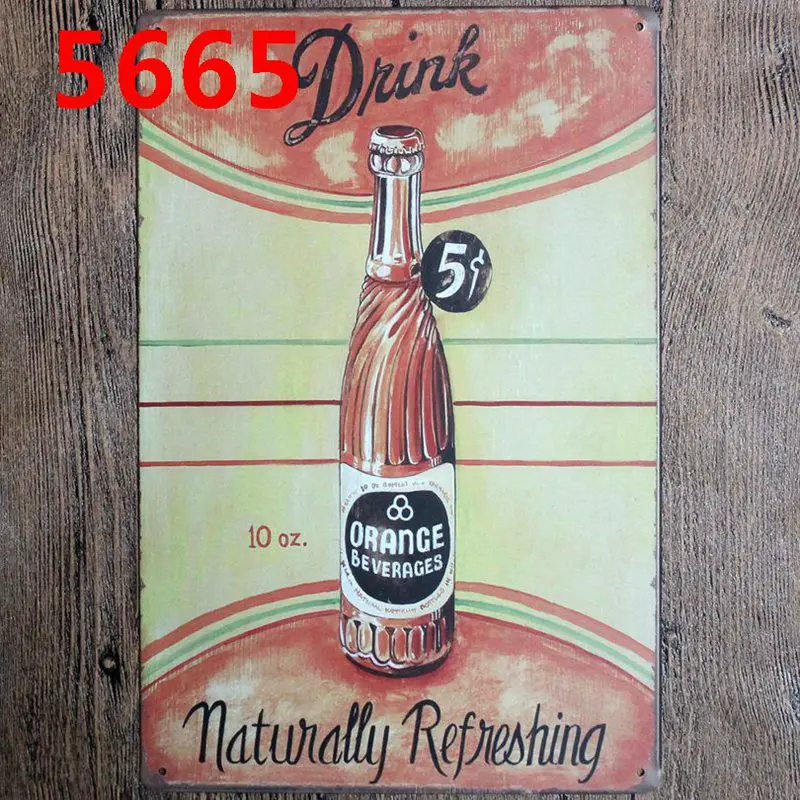 5665
Drink
5¢
10 oz.
ORANGE
BEVERAGES
Naturally Refreshing